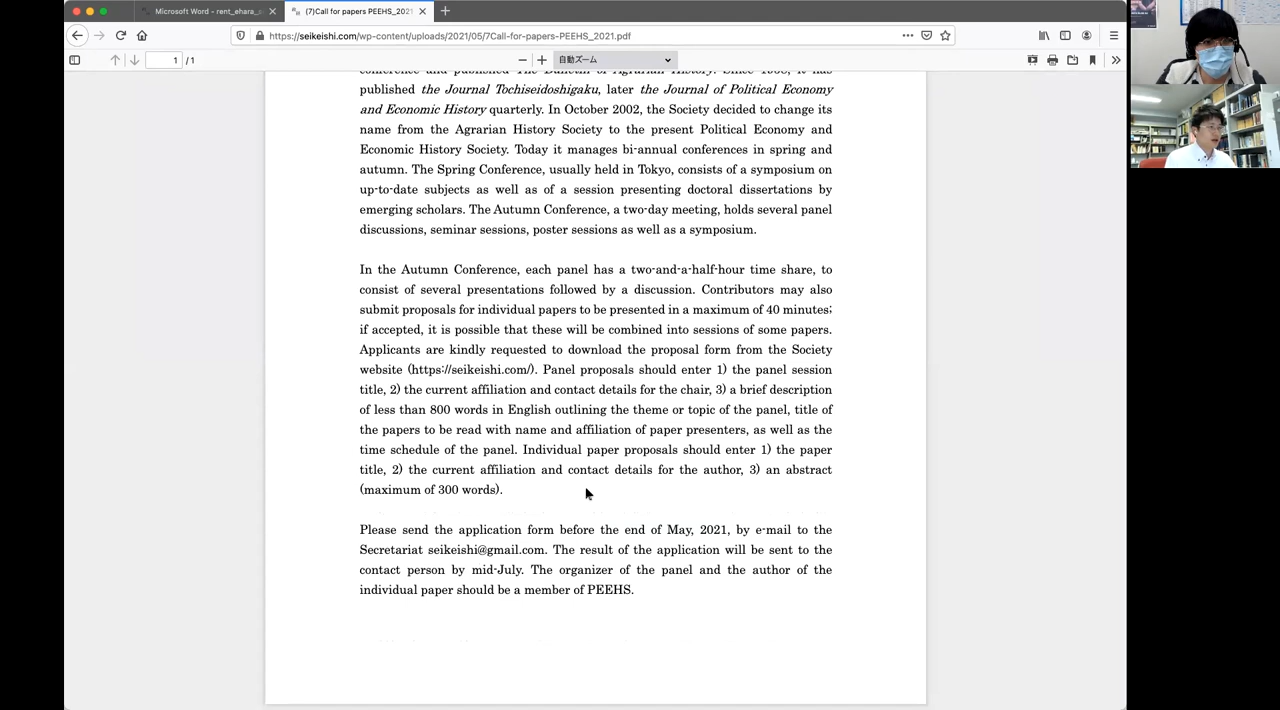 Microsoft Word - rent_ehara_
(7)Call for papers PEEHS_2021
https://seikeishi.com/wp-content/uploads/2021/05/7Call-for-papers-PEEHS_2021.pdf
1 / 1
自動ズーム
conference and published The Bulletin of Agrarian History. Since 1958, it has
published the Journal Tochiseidoshigaku, later the Journal of Political Economy
and Economic History quarterly. In October 2002, the Society decided to change its
name from the Agrarian History Society to the present Political Economy and
Economic History Society. Today it manages bi-annual conferences in spring and
autumn. The Spring Conference, usually held in Tokyo, consists of a symposium on
up-to-date subjects as well as of a session presenting doctoral dissertations by
emerging scholars. The Autumn Conference, a two-day meeting, holds several panel
discussions, seminar sessions, poster sessions as well as a symposium.
In the Autumn Conference, each panel has a two-and-a-half-hour time share, to
consist of several presentations followed by a discussion. Contributors may also
submit proposals for individual papers to be presented in a maximum of 40 minutes;
if accepted, it is possible that these will be combined into sessions of some papers.
Applicants are kindly requested to download the proposal form from the Society
website (https://seikeishi.com/). Panel proposals should enter 1) the panel session
title, 2) the current affiliation and contact details for the chair, 3) a brief description
of less than 800 words in English outlining the theme or topic of the panel, title of
the papers to be read with name and affiliation of paper presenters, as well as the
time schedule of the panel. Individual paper proposals should enter 1) the paper
title, 2) the current affiliation and contact details for the author, 3) an abstract
(maximum of 300 words).
Please send the application form before the end of May, 2021, by e-mail to the
Secretariat seikeishi@gmail.com. The result of the application will be sent to the
contact person by mid-July. The organizer of the panel and the author of the
individual paper should be a member of PEEHS.